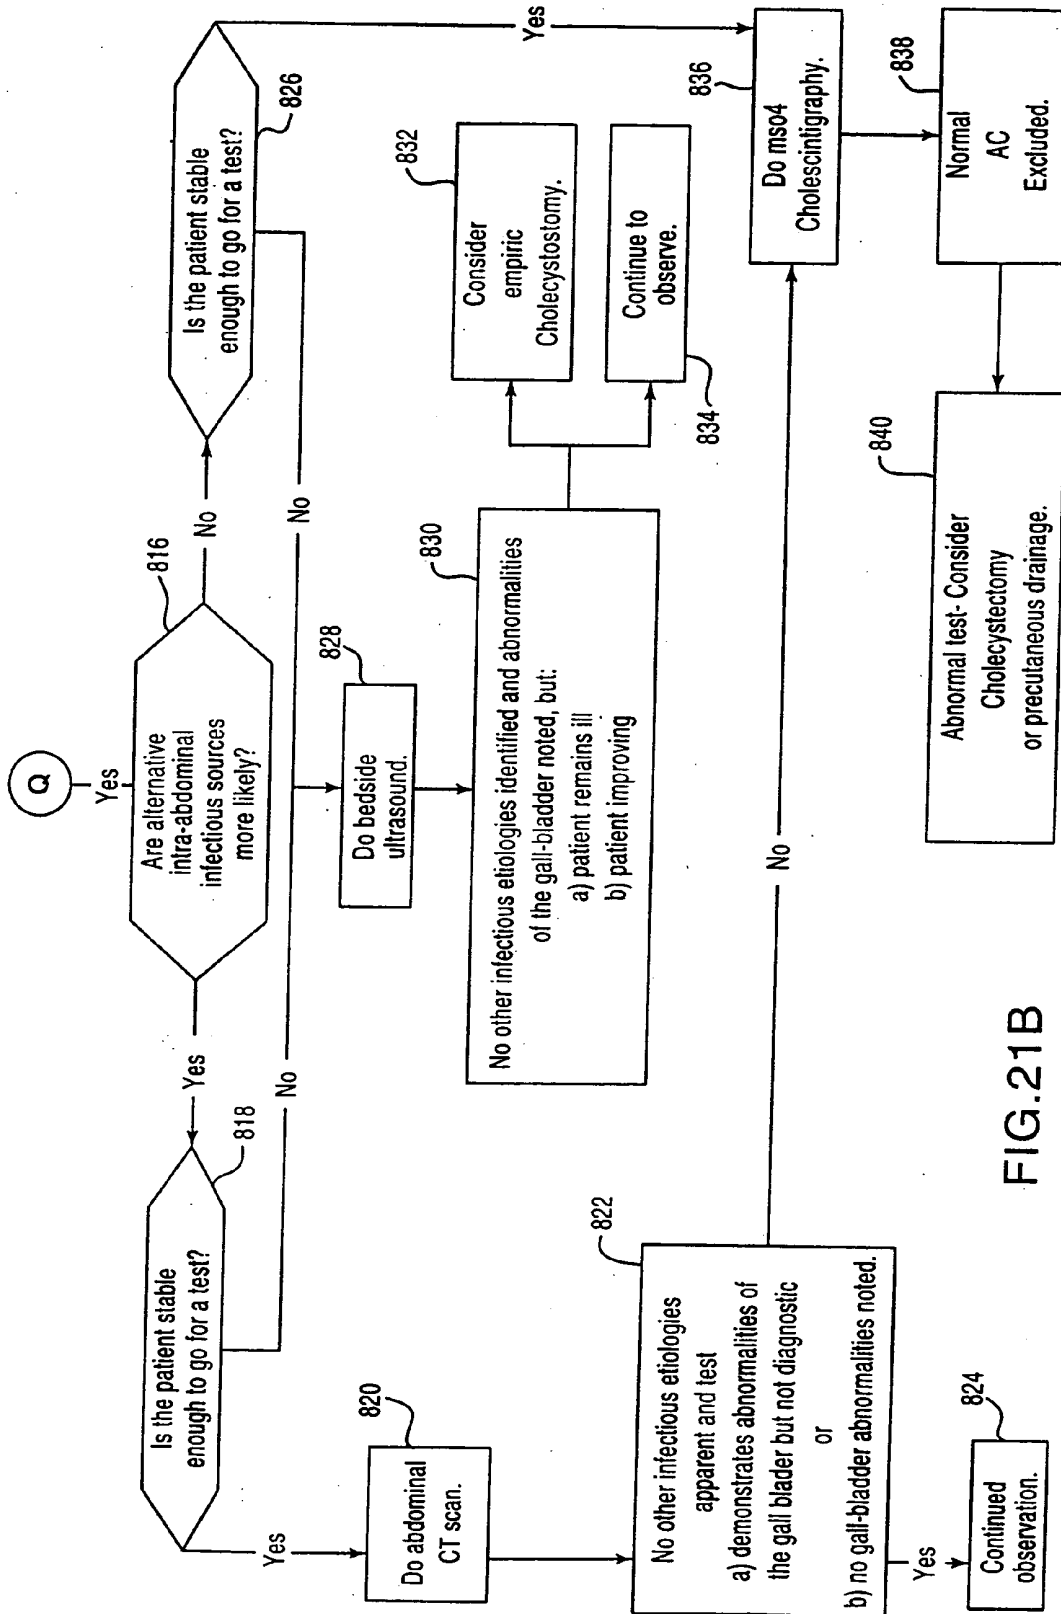 Q
Yes
816
Are alternative
intra-abdominal
infectious sources
more likely?
Yes
No
818
Is the patient stable
enough to go for a test?
826
Is the patient stable
enough to go for a test?
No
No
Yes
Yes
820
Do abdominal
CT scan.
828
Do bedside
ultrasound.
830
No other infectious etiologies identified and abnormalities
of the gall-bladder noted, but:
a) patient remains ill
b) patient improving
832
Consider
empiric
Cholecystostomy.
Continue to
observe.
834
822
No other infectious etiologies
apparent and test
a) demonstrates abnormalities of
the gall blader but not diagnostic
or
b) no gall-bladder abnormalities noted.
No
836
Do mso4
Cholescintigraphy.
Yes
824
Continued
observation.
838
Normal
AC
Excluded.
840
Abnormal test- Consider
Cholecystectomy
or precutaneous drainage.
FIG.21B